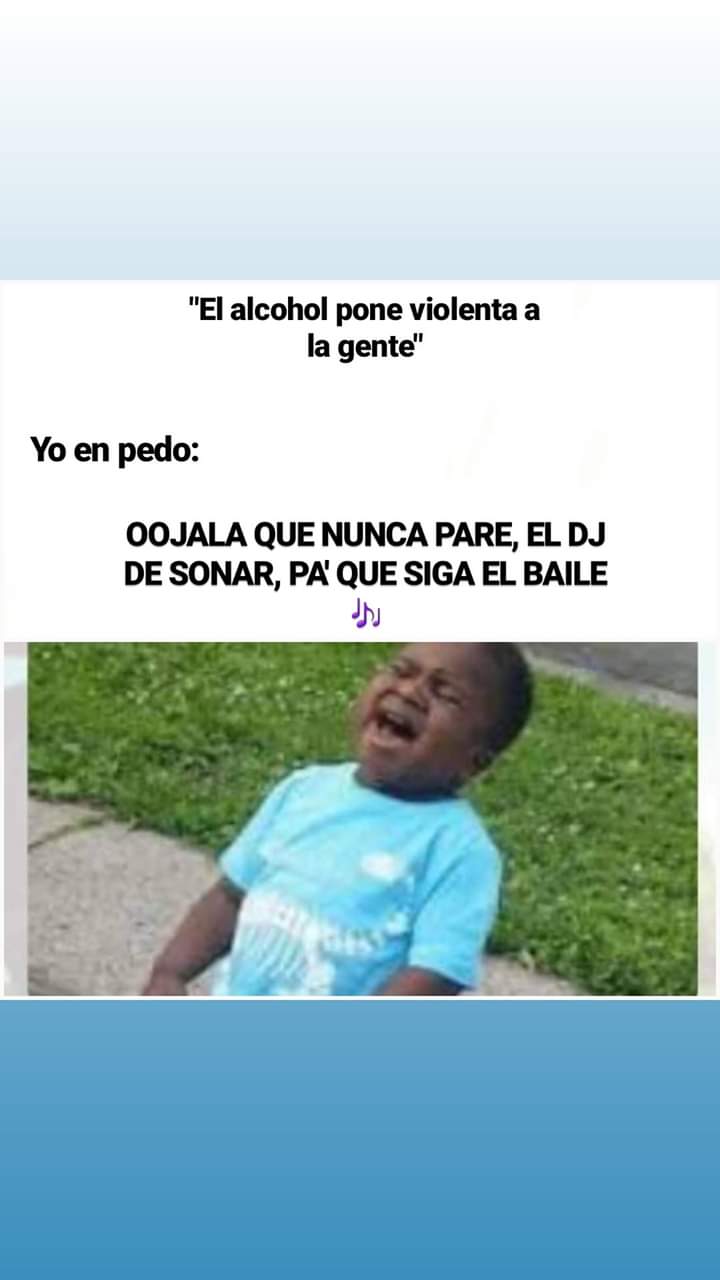 "El alcohol pone violenta a
la gente"
Yo en pedo:
OOJALA QUE NUNCA PARE, EL DJ
DE SONAR, PA' QUE SIGA EL BAILE
🎶